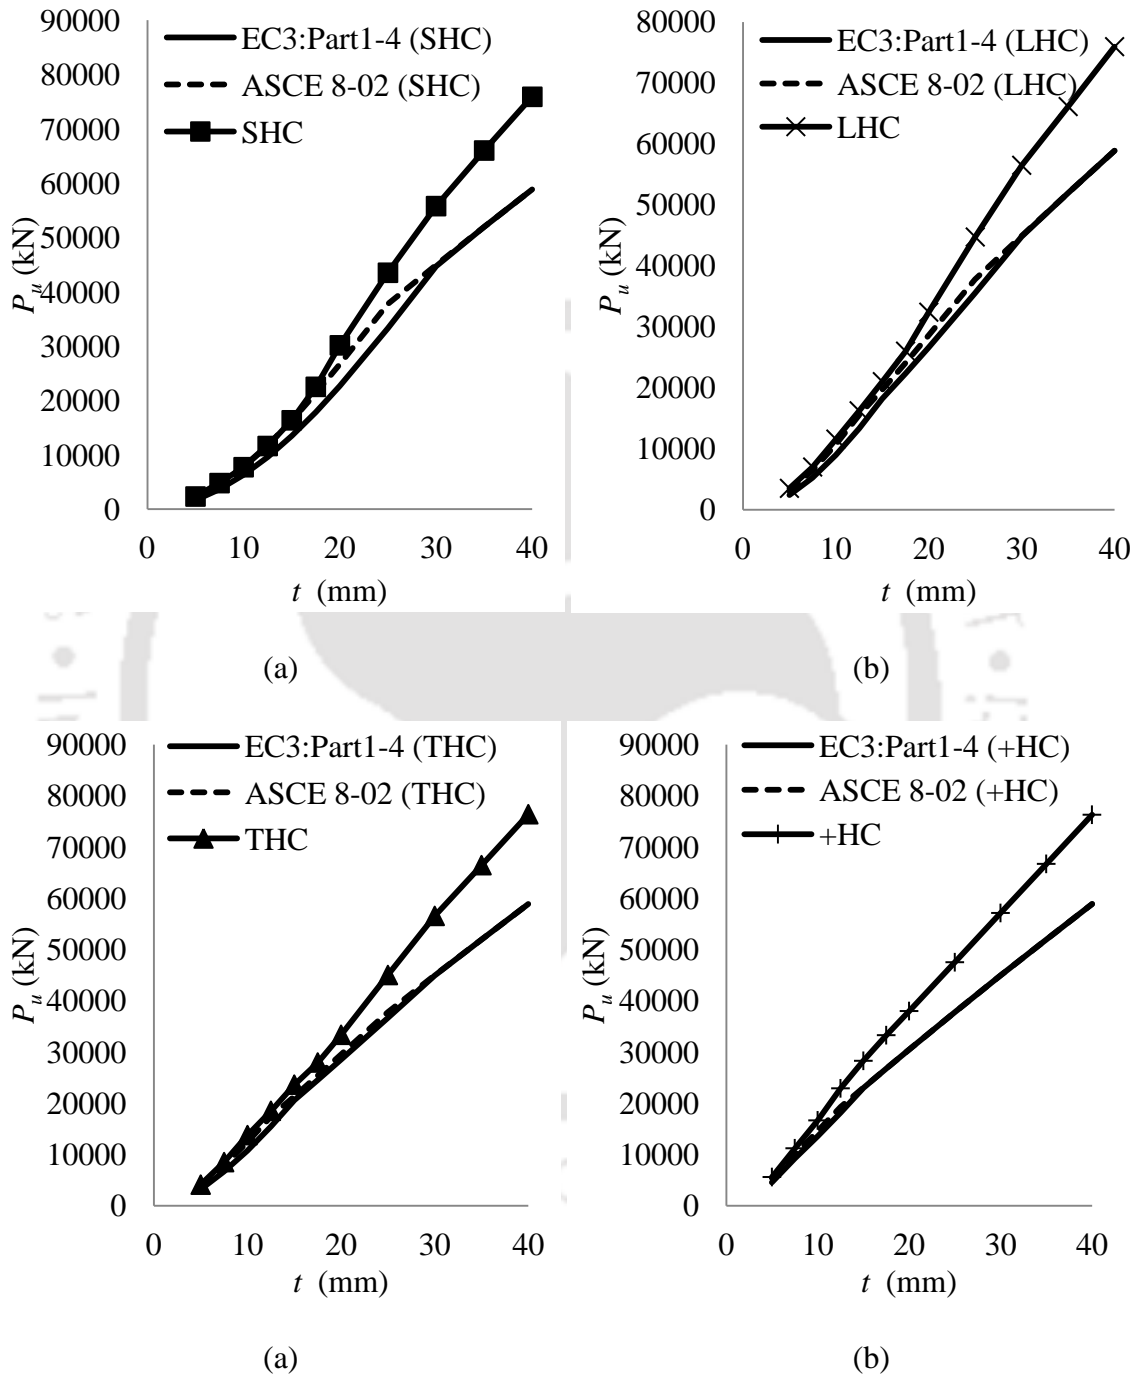 EC3:Part1-4 (SHC)
ASCE 8-02 (SHC)
SHC
90000
80000
70000
60000
50000
40000
30000
20000
10000
0
P_u (kN)
0 10 20 30 40
t (mm)
(a)
EC3:Part1-4 (LHC)
ASCE 8-02 (LHC)
LHC
80000
70000
60000
50000
40000
30000
20000
10000
0
P_u (kN)
0 10 20 30 40
t (mm)
(b)
EC3:Part1-4 (THC)
ASCE 8-02 (THC)
THC
90000
80000
70000
60000
50000
40000
30000
20000
10000
0
P_u (kN)
0 10 20 30 40
t (mm)
(a)
EC3:Part1-4 (+HC)
ASCE 8-02 (+HC)
+HC
90000
80000
70000
60000
50000
40000
30000
20000
10000
0
P_u (kN)
0 10 20 30 40
t (mm)
(b)